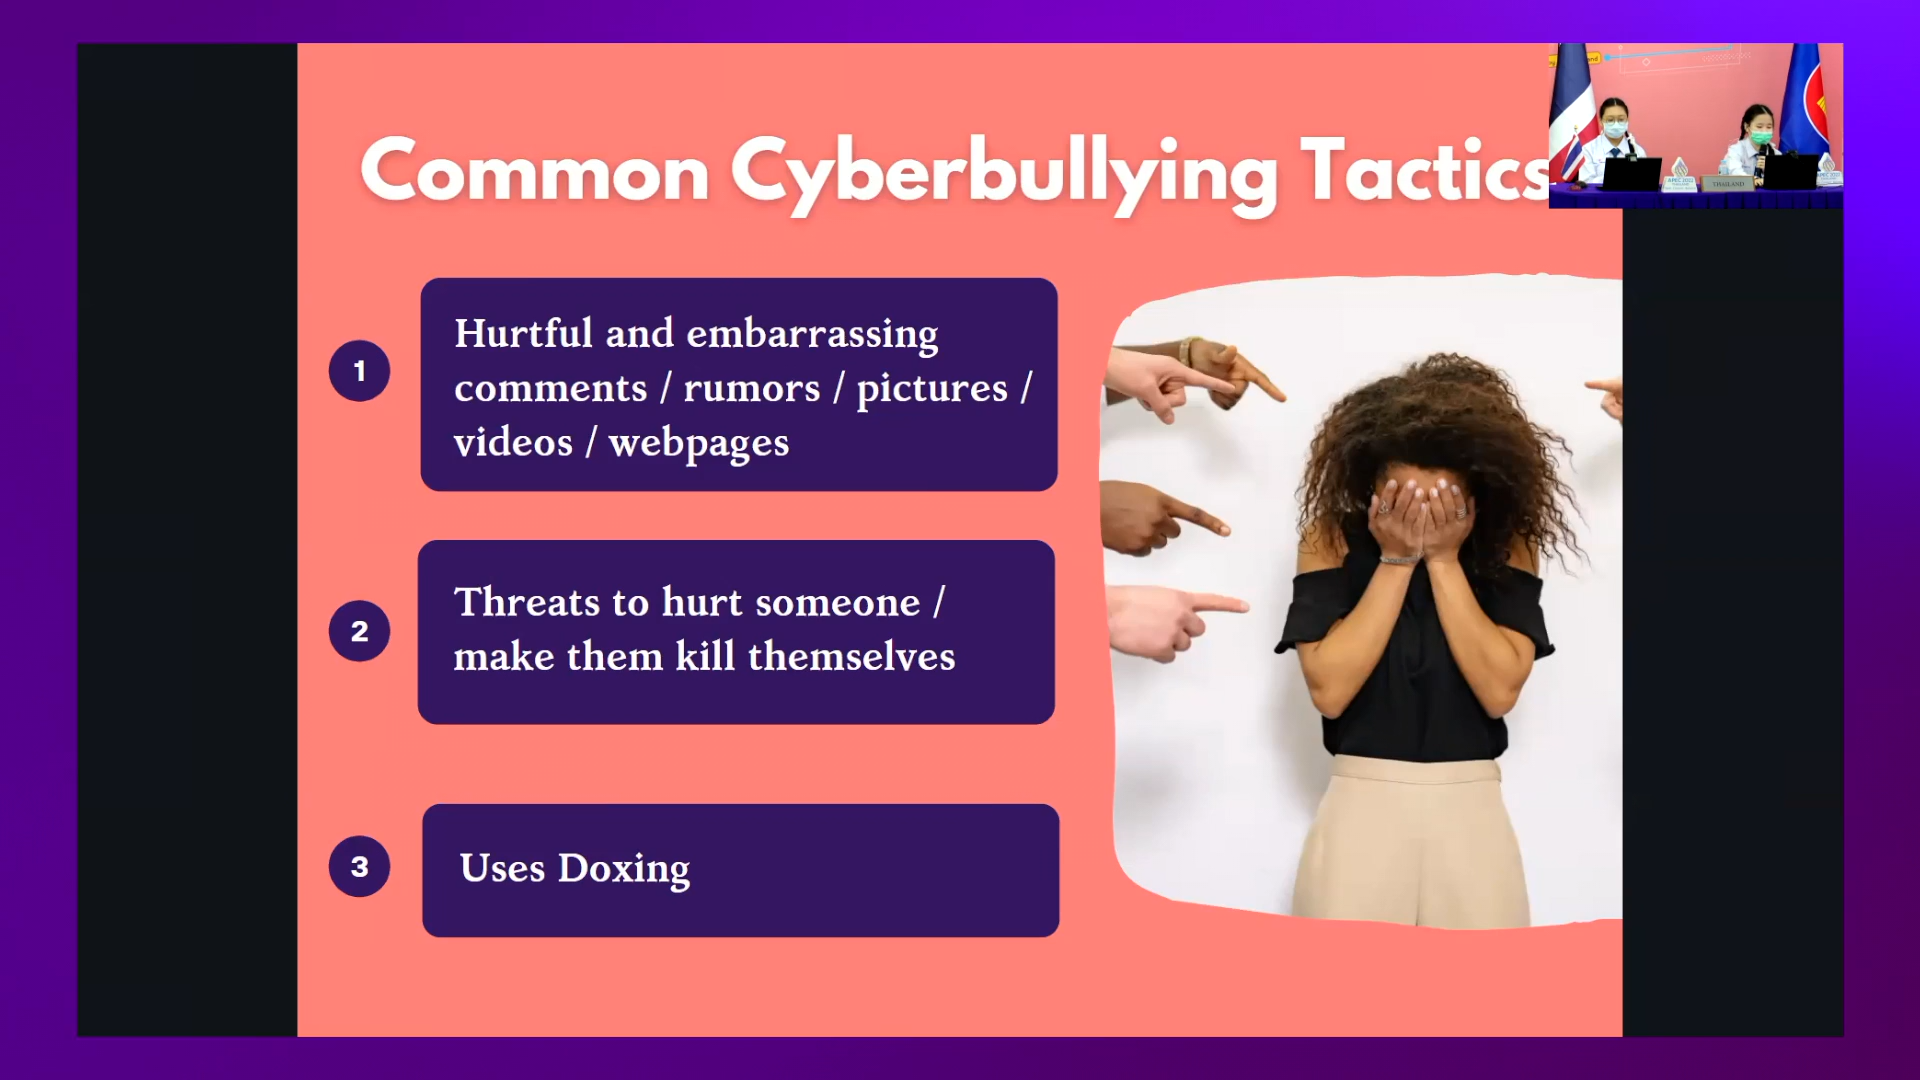 Common Cyberbullying Tactics
1
Hurtful and embarrassing
comments / rumors / pictures /
videos / webpages
2
Threats to hurt someone /
make them kill themselves
3
Uses Doxing
THAILAND